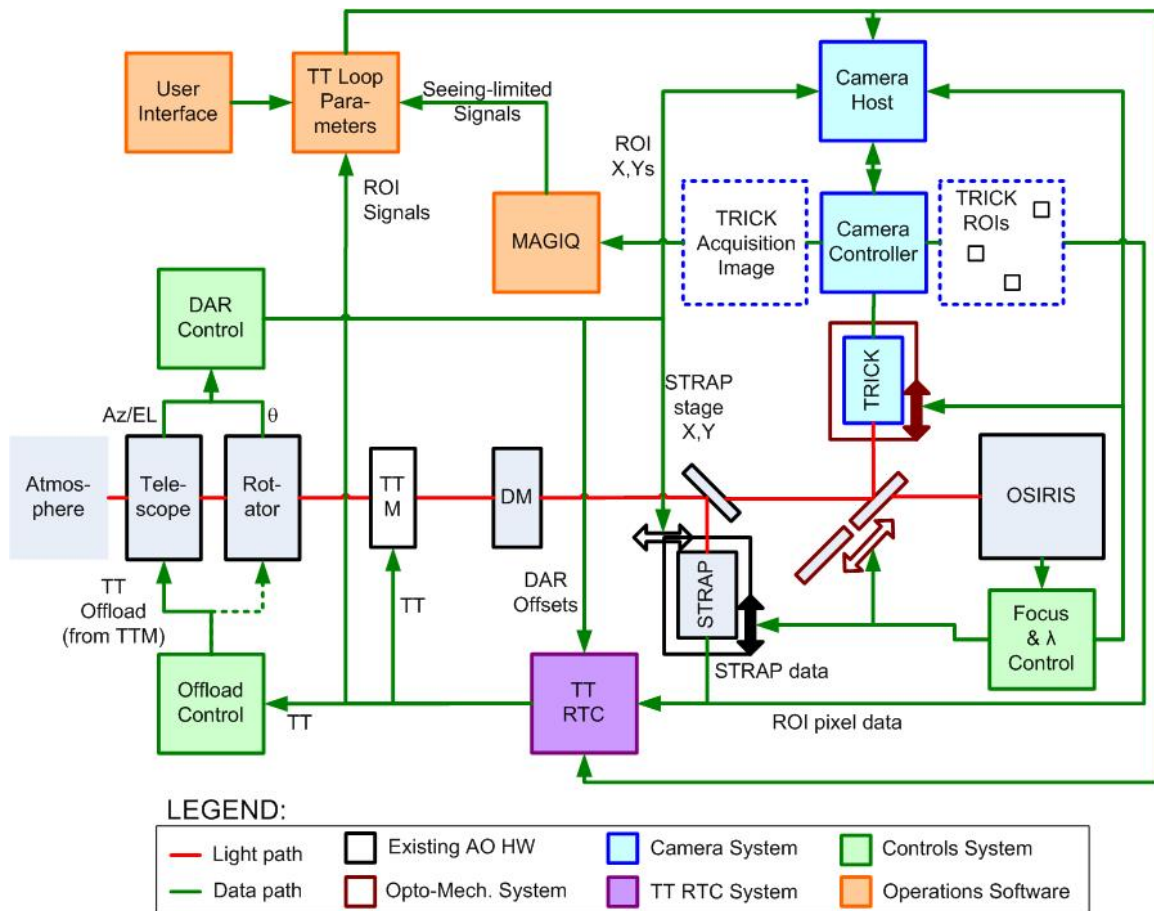 User
Interface
TT Loop
Para-
meters
Seeing-limited
Signals
Camera
Host
ROI
X,Ys
ROI
Signals
MAGIQ
TRICK
Acquisition
Image
Camera
Controller
TRICK
ROIs
DAR
Control
TRICK
STRAP
stage
X,Y
Az/EL
θ
Atmo-
sphere
Tele-
scope
Rot-
ator
TT
M
DM
OSIRIS
TT
Offload
(from TTM)
TT
DAR
Offsets
STRAP
Focus
& λ
Control
STRAP data
Offload
Control
TT
TT
RTC
ROI pixel data
LEGEND:
Light path
Existing AO HW
Camera System
Controls System
Data path
Opto-Mech. System
TT RTC System
Operations Software